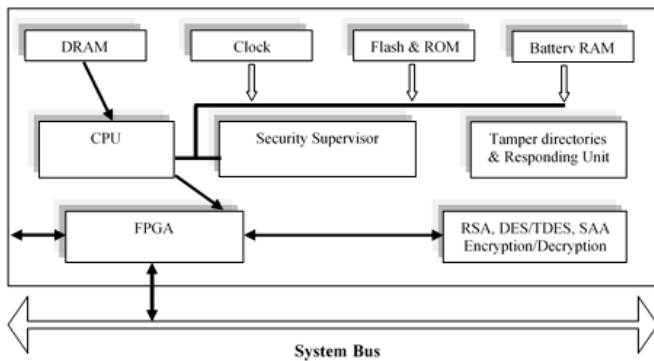 DRAM
Clock
Flash & ROM
Battery RAM
CPU
Security Supervisor
Tamper directories
& Responding Unit
FPGA
RSA, DES/TDES, SAA
Encryption/Decryption
System Bus